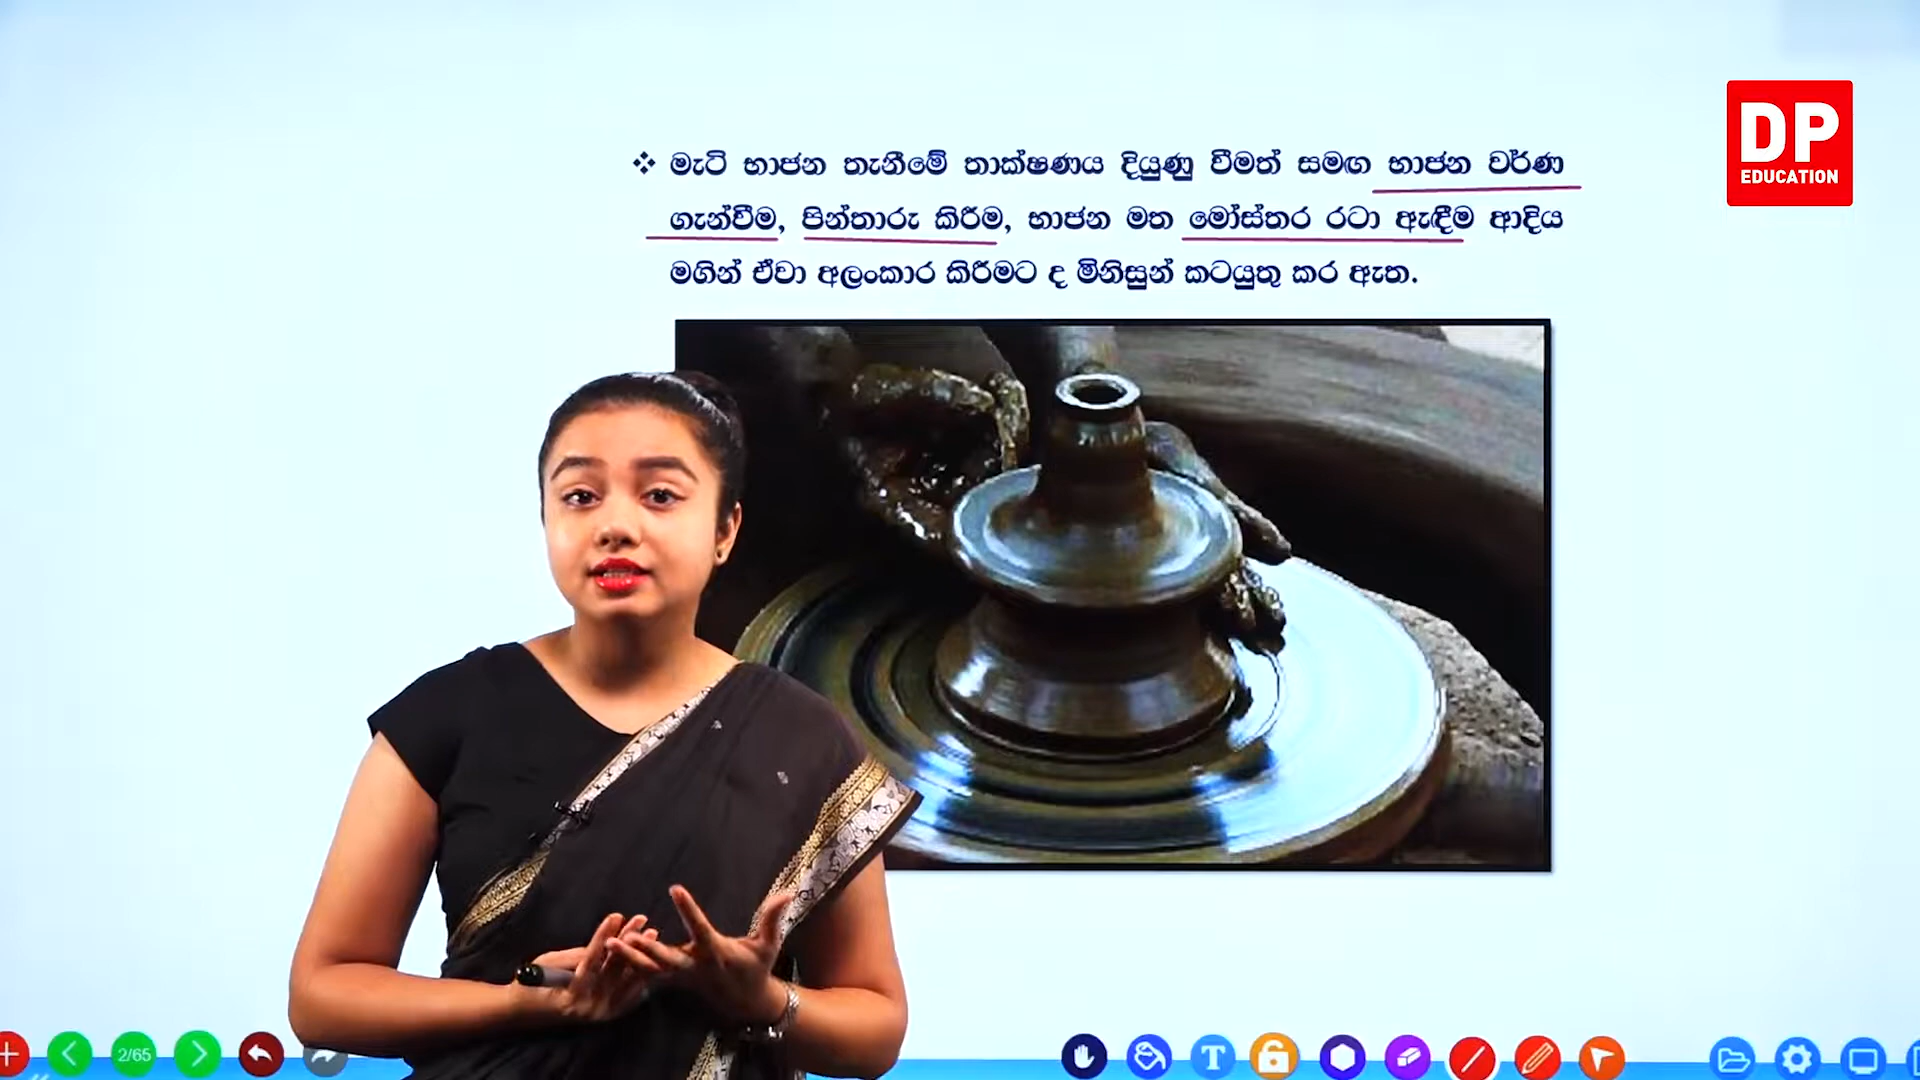 ❖ මැටි භාජන තැනීමේ තාක්ෂණය දියුණු වීමත් සමඟ භාජන වර්ණ
ගැන්වීම, පින්තාරු කිරීම, භාජන මත මෝස්තර රටා ඇඳීම ආදිය
මගින් ඒවා අලංකාර කිරීමට ද මිනිසුන් කටයුතු කර ඇත.
DP
EDUCATION
2/65
T